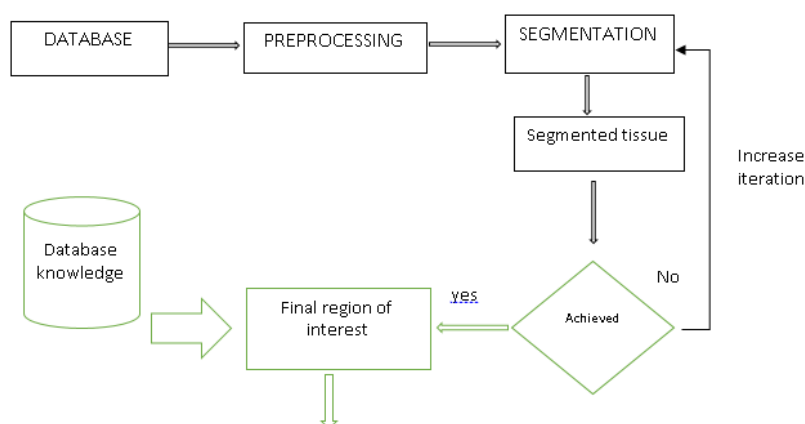 DATABASE
PREPROCESSING
SEGMENTATION
Segmented tissue
Increase
iteration
Database
knowledge
No
yes
Final region of
interest
Achieved